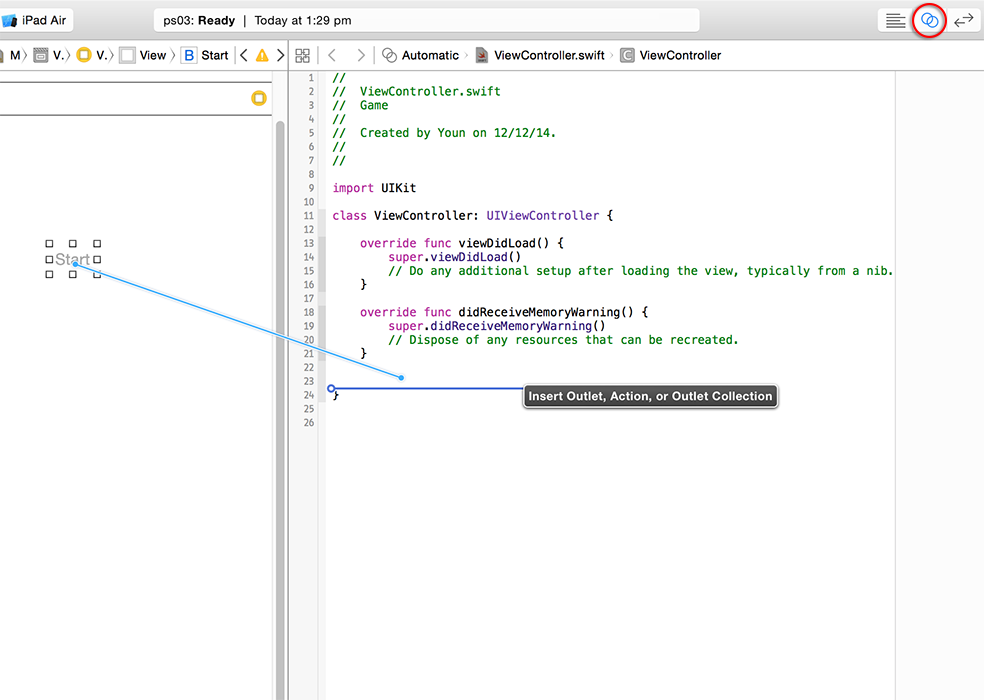 iPad Air
ps03: Ready | Today at 1:29 pm
M
V.
V.
View
B Start
Automatic
ViewController.swift
C ViewController
1 //
2 //  ViewController.swift
3 //  Game
4 //
5 //  Created by Youn on 12/12/14.
6 //
7 //
8
9 import UIKit
10
11 class ViewController: UIViewController {
12
13     override func viewDidLoad() {
14         super.viewDidLoad()
15         // Do any additional setup after loading the view, typically from a nib.
16     }
17
18     override func didReceiveMemoryWarning() {
19         super.didReceiveMemoryWarning()
20         // Dispose of any resources that can be recreated.
21     }
22
23
24 }
25
26
Start
Insert Outlet, Action, or Outlet Collection